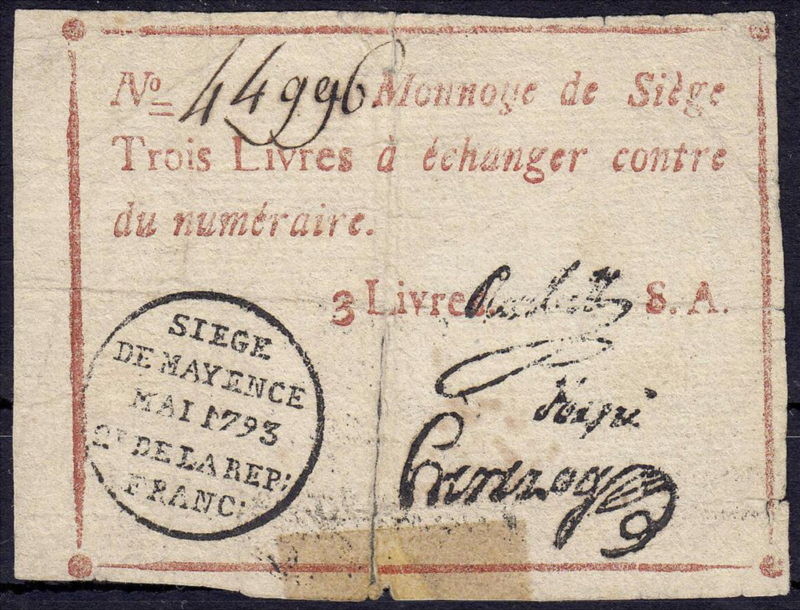 No 44996 Monnoye de Siège
Trois Livres à échanger contre
du numéraire.
3 Livres S. A.
SIEGE
DE MAYENCE
MAI 1793
2e DE LA REP:
FRANC: